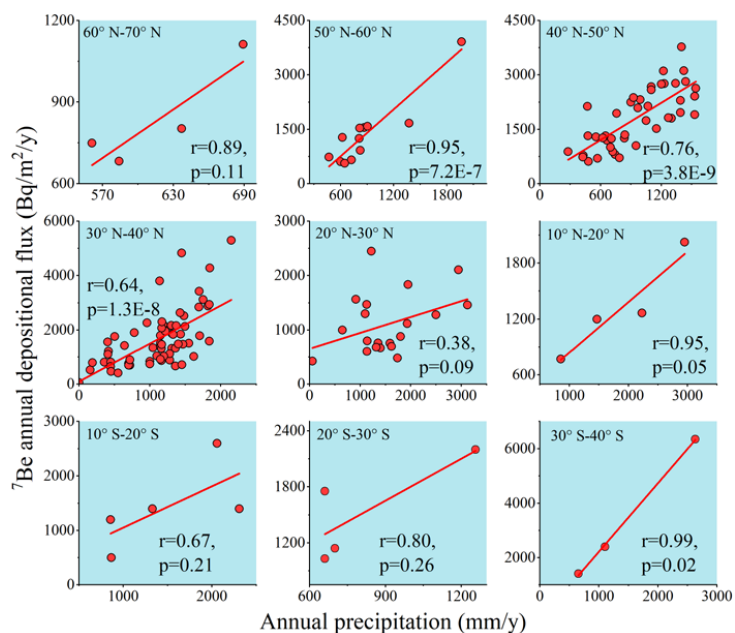 ⁷Be annual depositional flux (Bq/m²/y)
60° N-70° N
1200
900
600
570
630
690
r=0.89,
p=0.11
50° N-60° N
4500
3000
1500
0
600
1200
1800
r=0.95,
p=7.2E-7
40° N-50° N
4500
3000
1500
0
600
1200
1800
r=0.76,
p=3.8E-9
30° N-40° N
6000
5000
4000
3000
2000
1000
0
0
1000
2000
r=0.64,
p=1.3E-8
20° N-30° N
3000
2000
1000
0
0
1000
2000
3000
r=0.38,
p=0.09
10° N-20° N
1800
1200
600
1000
2000
3000
r=0.95,
p=0.05
10° S-20° S
3000
2000
1000
0
1000
2000
r=0.67,
p=0.21
20° S-30° S
2400
1800
1200
600
900
1200
r=0.80,
p=0.26
30° S-40° S
6000
4000
2000
0
1000
2000
3000
r=0.99,
p=0.02
Annual precipitation (mm/y)